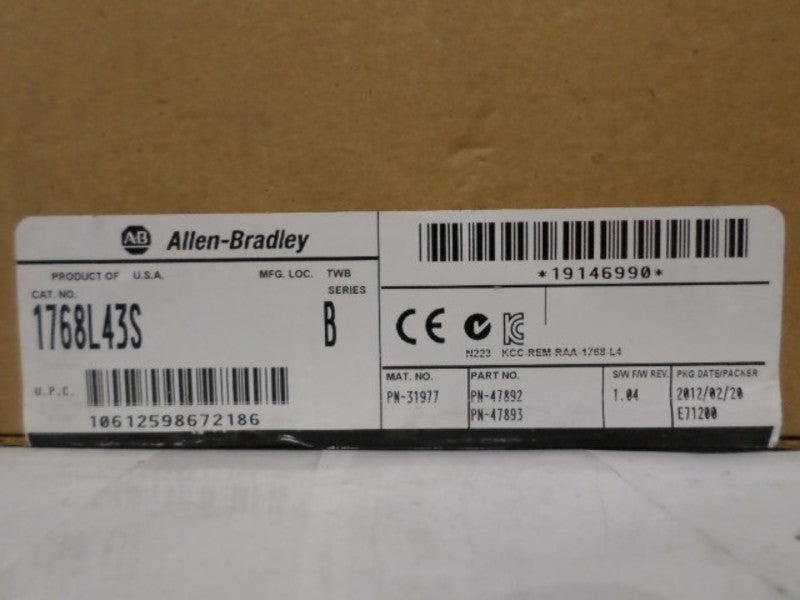 AB Allen-Bradley
PRODUCT OF U.S.A. MFG. LOC. TWB
CAT. NO. SERIES
1768L43S B
U.P.C.
10612598672186
*19146990*
CE
N223 KCC-REM-RAA-1768-L4
MAT. NO. PART NO. S/W F/W REV. PKG DATE/PACKER
PN-31977 PN-47892 1.04 2012/02/20
PN-47893 E71200